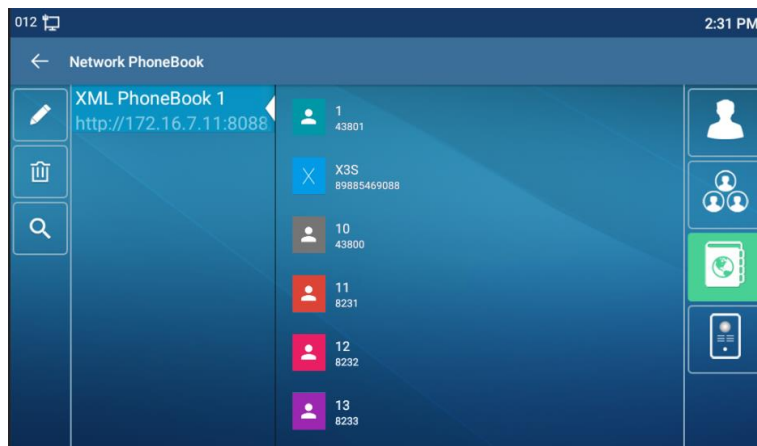 012
2:31 PM
Network PhoneBook
XML PhoneBook 1
http://172.16.7.11:8088
1
43801
X
X3S
89885469088
10
43800
11
8231
12
8232
13
8233